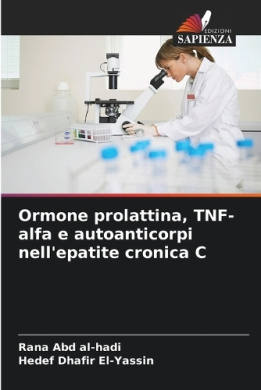 EDIZIONI
SAPIENZA
Ormone prolattina, TNF-
alfa e autoanticorpi
nell'epatite cronica C
Rana Abd al-hadi
Hedef Dhafir El-Yassin